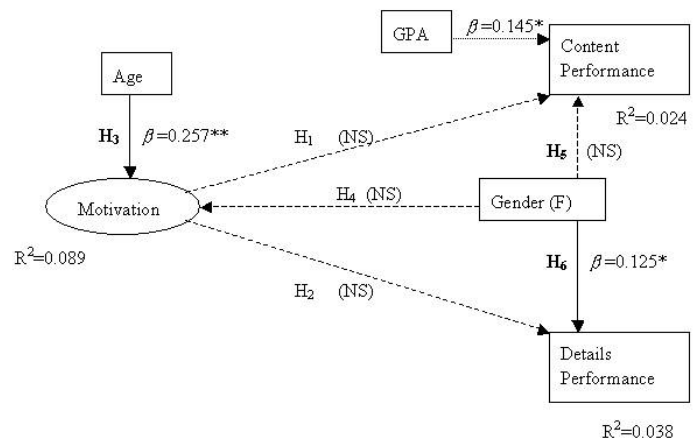 GPA
β=0.145*
Content
Performance
R²=0.024
Age
H₃ β=0.257**
H₁ (NS)
H₅ (NS)
Motivation
H₄ (NS)
Gender (F)
R²=0.089
H₆ β=0.125*
H₂ (NS)
Details
Performance
R²=0.038